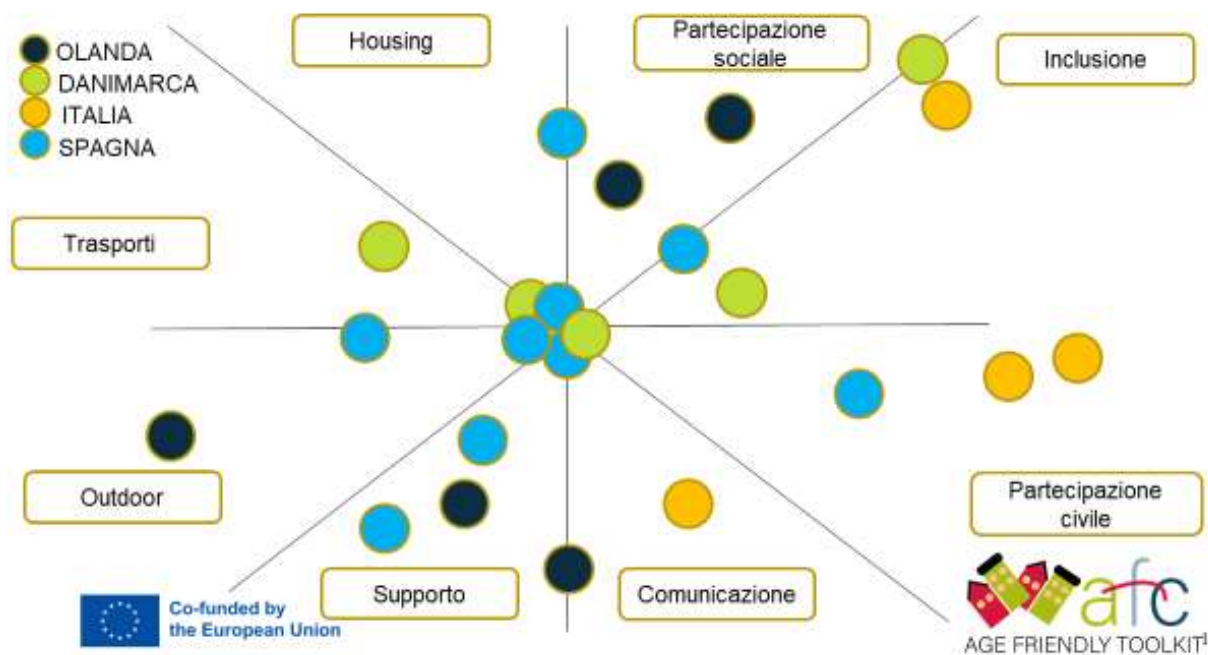 OLANDA
DANIMARCA
ITALIA
SPAGNA
Housing
Partecipazione
sociale
Inclusione
Trasporti
Outdoor
Supporto
Comunicazione
Partecipazione
civile
Co-funded by
the European Union
afc
AGE FRIENDLY TOOLKIT
1